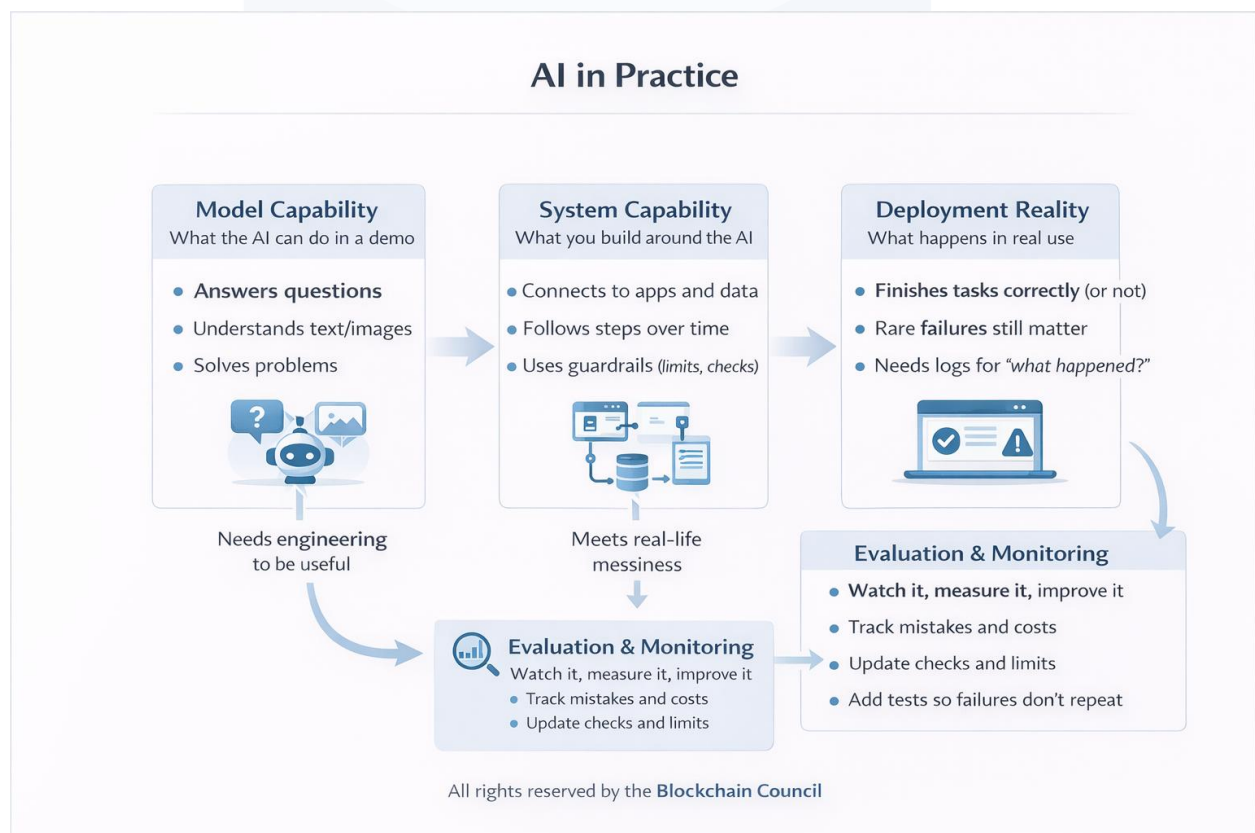 AI in Practice
Model Capability
What the AI can do in a demo
• Answers questions
• Understands text/images
• Solves problems
?
System Capability
What you build around the AI
• Connects to apps and data
• Follows steps over time
• Uses guardrails (limits, checks)
Deployment Reality
What happens in real use
• Finishes tasks correctly (or not)
• Rare failures still matter
• Needs logs for “what happened?”
Needs engineering
to be useful
Meets real-life
messiness
Evaluation & Monitoring
Watch it, measure it, improve it
• Track mistakes and costs
• Update checks and limits
Evaluation & Monitoring
• Watch it, measure it, improve it
• Track mistakes and costs
• Update checks and limits
• Add tests so failures don’t repeat
All rights reserved by the Blockchain Council